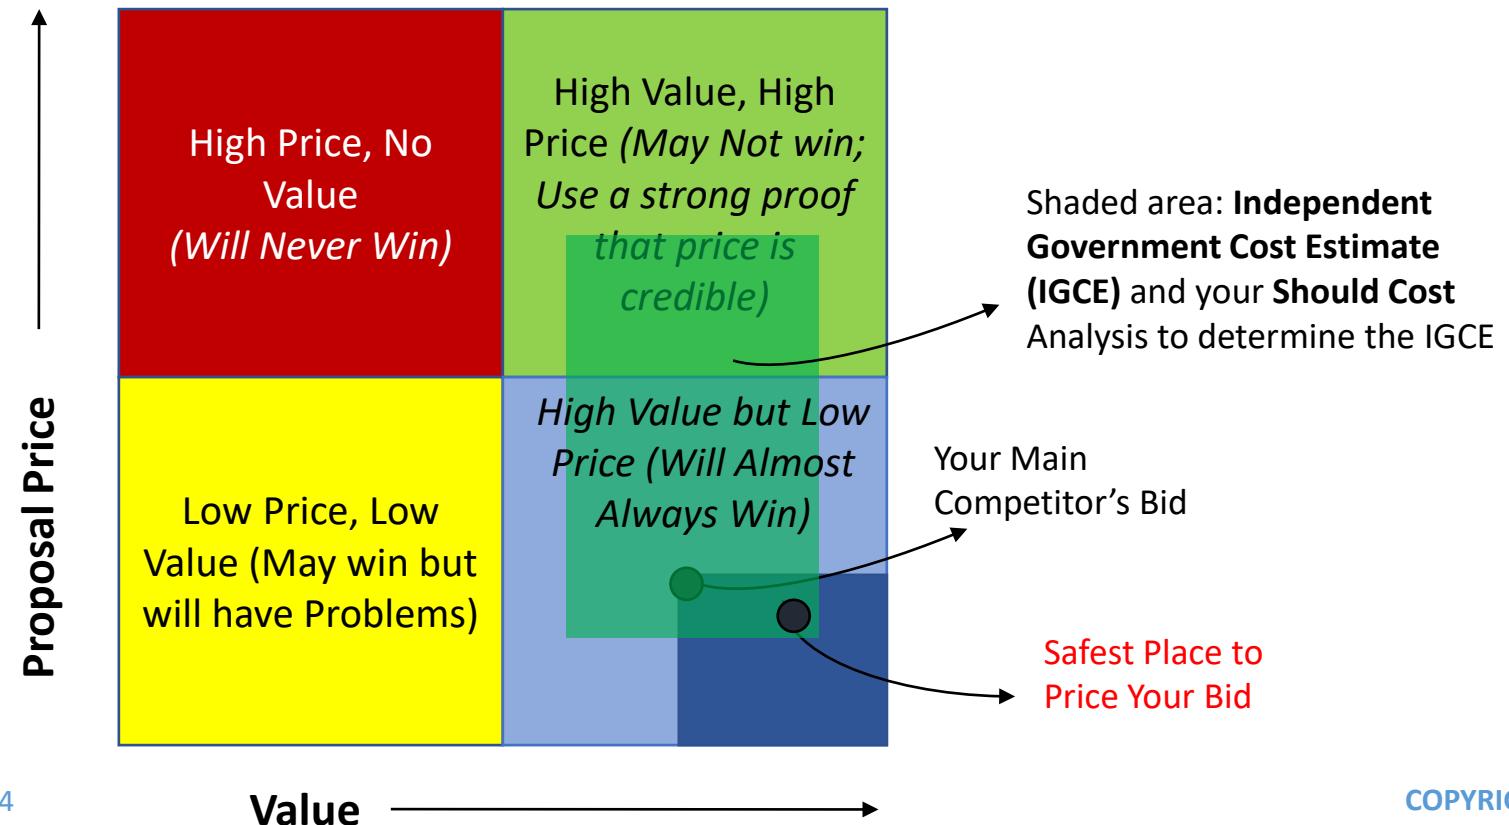 Proposal Price
High Price, No
Value
(Will Never Win)
High Value, High
Price (May Not win;
Use a strong proof
that price is
credible)
Low Price, Low
Value (May win but
will have Problems)
High Value but Low
Price (Will Almost
Always Win)
Shaded area: Independent
Government Cost Estimate
(IGCE) and your Should Cost
Analysis to determine the IGCE
Your Main
Competitor’s Bid
Safest Place to
Price Your Bid
Value
4